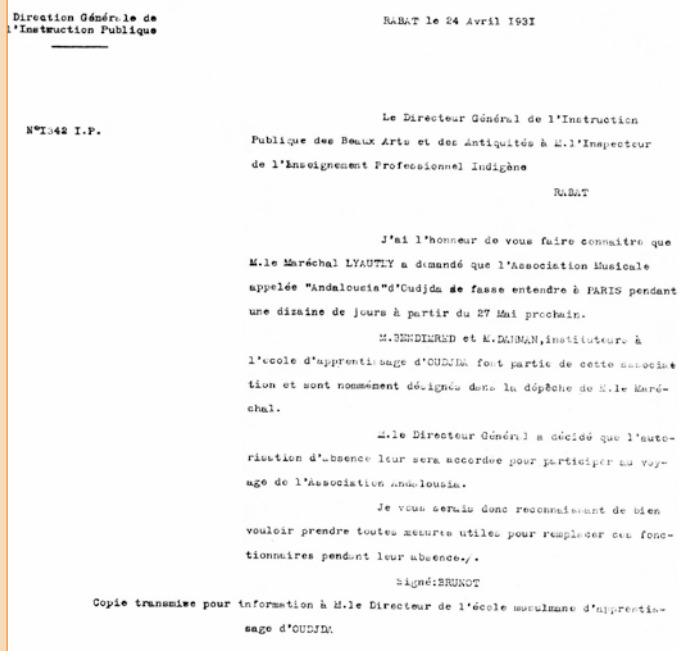 Direction Générale de
l'Instruction Publique
RABAT le 24 Avril I93I
N°I342 I.P.
Le Directeur Général de l'Instruction
Publique des Beaux Arts et des Antiquités à M.l'Inspecteur
de l'Enseignement Professionnel Indigène
RABAT
J'ai l'honneur de vous faire connaitre que
M.le Maréchal LYAUTEY a demandé que l'Association Musicale
appelée "Andalousia"d'Oudjda se fasse entendre à PARIS pendant
une dizaine de jours à partir du 27 Mai prochain.
M.BENDIMRED et M.DAHMAN,instituteurs à
l'école d'apprentissage d'OUDJDA font partie de cette associa
tion et sont nommément désignés dans la dépêche de M.le Maré-
chal.
M.le Directeur Général a décidé que l'auto-
risation d'absence leur sera accordée pour participer au voy-
age de l'Association Andalousia.
Je vous serais donc reconnaissant de bien
vouloir prendre toutes mesures utiles pour remplacer ces fonc-
tionnaires pendant leur absence./.
Signé:BRUNOT
Copie transmise pour information à M.le Directeur de l'école musulmane d'apprentis-
sage d'OUDJDA